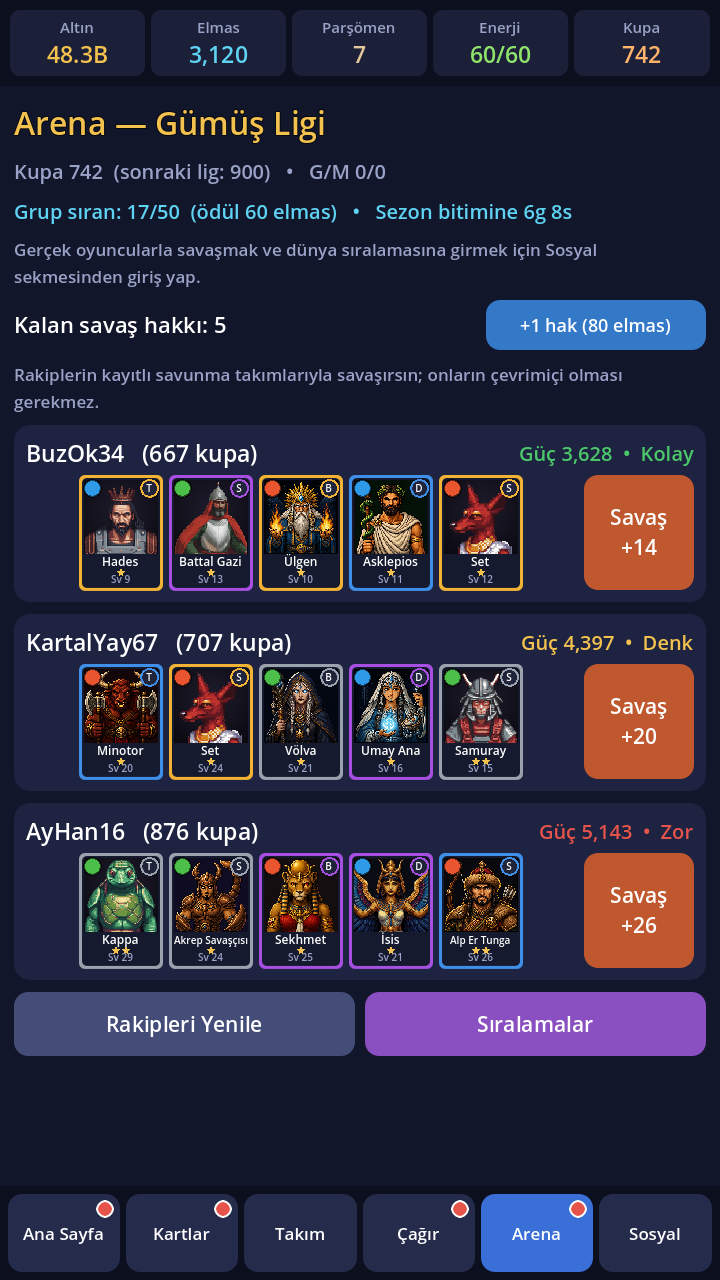 Altın
48.3B
Elmas
3,120
Parşömen
7
Enerji
60/60
Kupa
742
Arena — Gümüş Ligi
Kupa 742 (sonraki lig: 900) • G/M 0/0
Grup sıran: 17/50 (ödül 60 elmas) • Sezon bitimine 6g 8s
Gerçek oyuncularla savaşmak ve dünya sıralamasına girmek için Sosyal
sekmesinden giriş yap.
Kalan savaş hakkı: 5
+1 hak (80 elmas)
Rakiplerin kayıtlı savunma takımlarıyla savaşırsın; onların çevrimiçi olması
gerekmez.
BuzOk34 (667 kupa)
Güç 3,628 • Kolay
T
Hades
Sv 9
S
Battal Gazi
Sv 13
B
Ülgen
Sv 10
D
Asklepios
Sv 11
S
Set
Sv 12
Savaş
+14
KartalYay67 (707 kupa)
Güç 4,397 • Denk
T
Minotor
Sv 20
S
Set
Sv 24
B
Völva
Sv 21
D
Umay Ana
Sv 16
S
Samuray
Sv 15
Savaş
+20
AyHan16 (876 kupa)
Güç 5,143 • Zor
T
Kappa
Sv 29
S
Akrep Savaşçısı
Sv 24
B
Sekhmet
Sv 25
D
İsis
Sv 21
S
Alp Er Tunga
Sv 26
Savaş
+26
Rakipleri Yenile
Sıralamalar
Ana Sayfa
Kartlar
Takım
Çağır
Arena
Sosyal